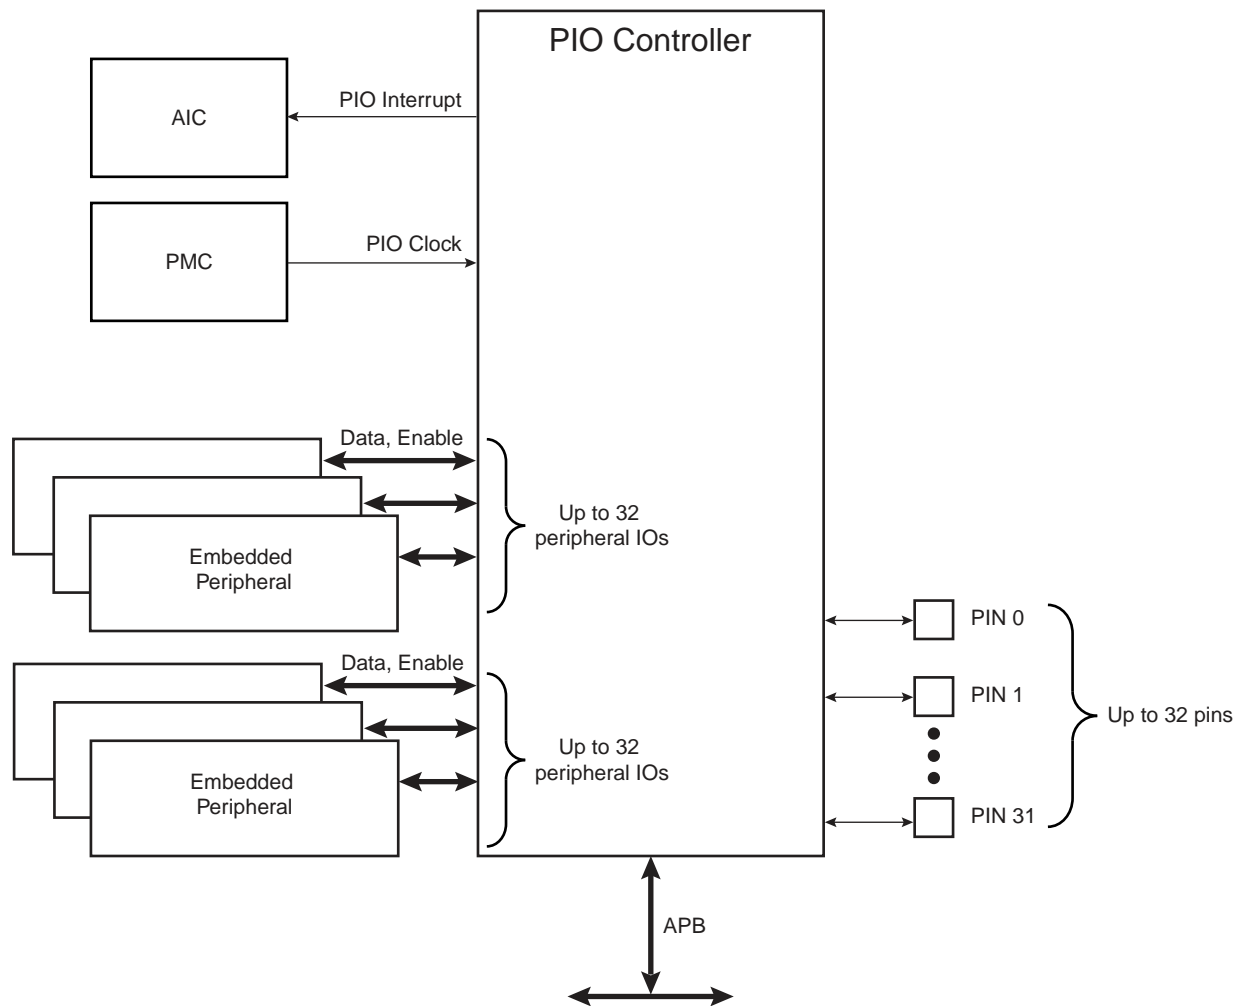 PIO Controller
PIO Interrupt
AIC
PIO Clock
PMC
Data, Enable
Up to 32
peripheral IOs
Embedded
Peripheral
PIN 0
Data, Enable
PIN 1
Up to 32 pins
Up to 32
peripheral IOs
Embedded
Peripheral
PIN 31
APB